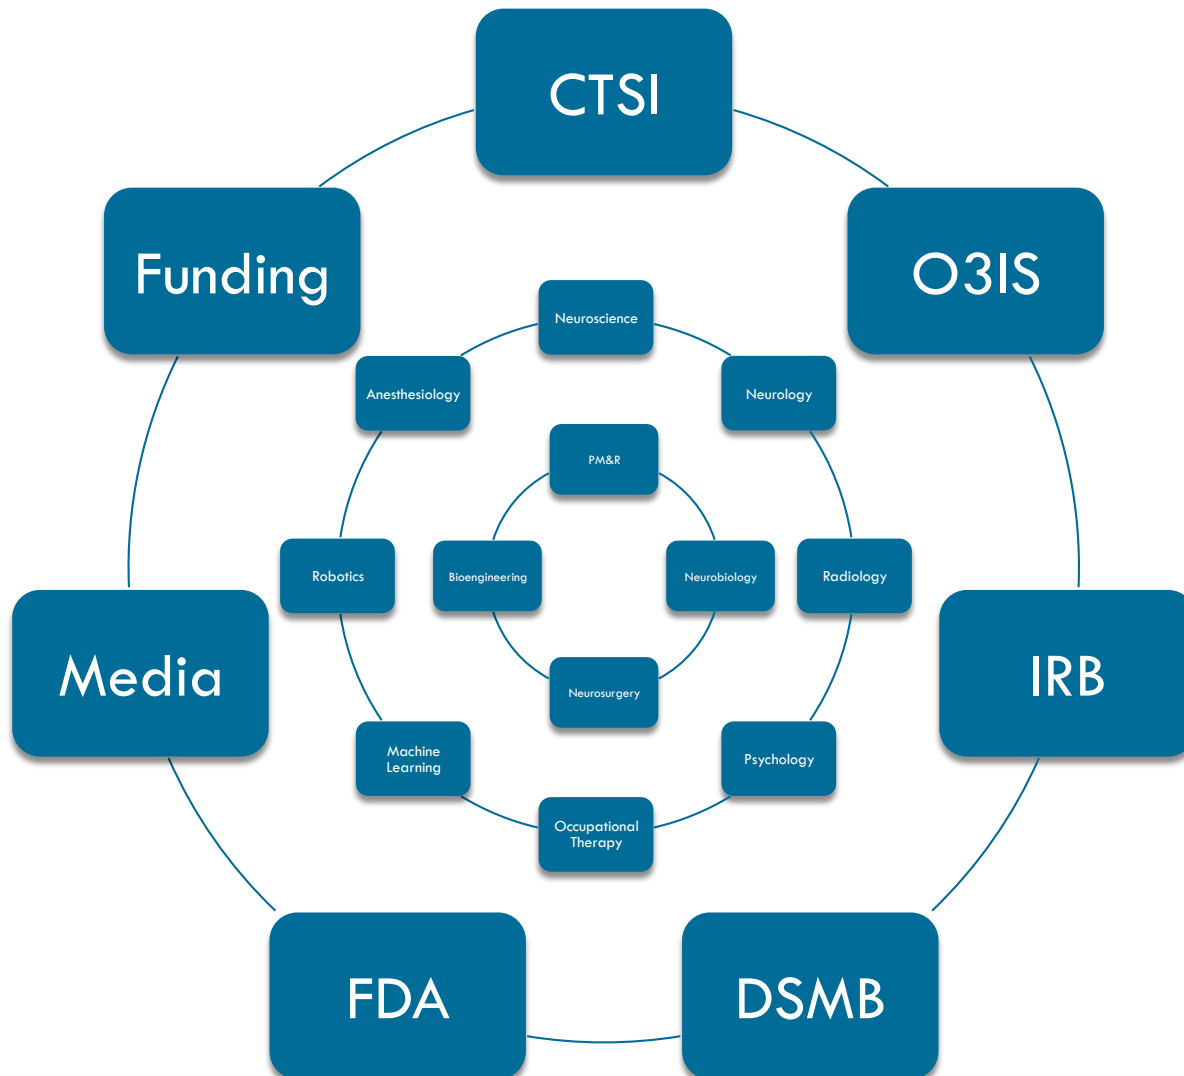 CTSI
Funding
O3IS
Neuroscience
Anesthesiology
Neurology
PM&R
Robotics
Bioengineering
Neurobiology
Radiology
Media
IRB
Neurosurgery
Machine
Learning
Psychology
Occupational
Therapy
FDA
DSMB